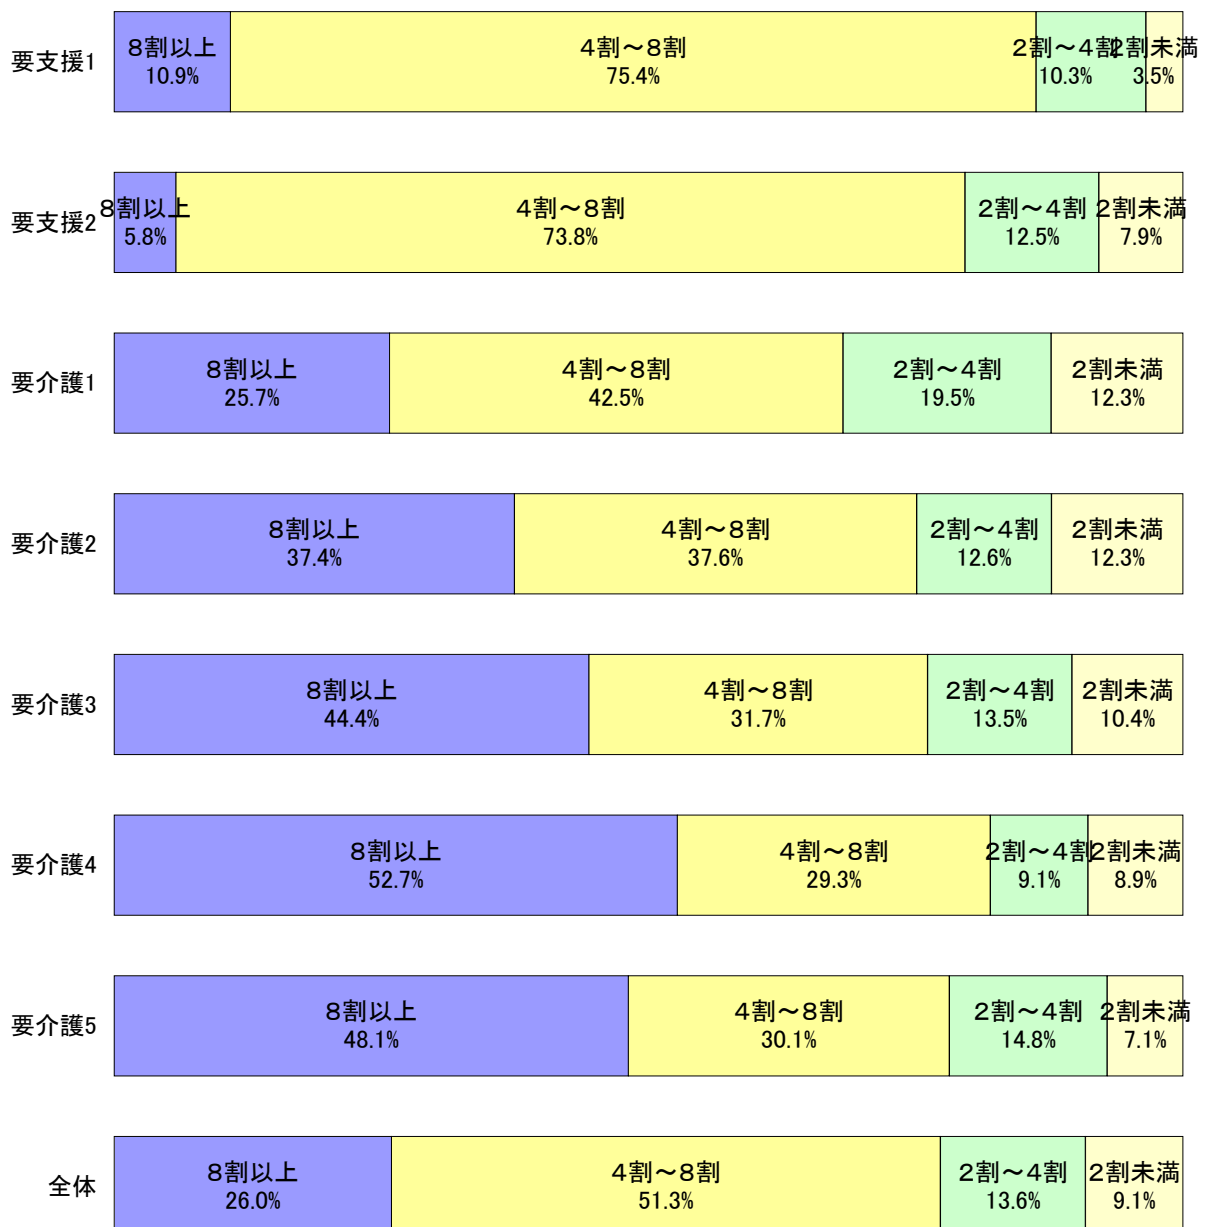 要支援1
8割以上
10.9%
4割～8割
75.4%
2割～4割
10.3%
2割未満
3.5%
要支援2
8割以上
5.8%
4割～8割
73.8%
2割～4割
12.5%
2割未満
7.9%
要介護1
8割以上
25.7%
4割～8割
42.5%
2割～4割
19.5%
2割未満
12.3%
要介護2
8割以上
37.4%
4割～8割
37.6%
2割～4割
12.6%
2割未満
12.3%
要介護3
8割以上
44.4%
4割～8割
31.7%
2割～4割
13.5%
2割未満
10.4%
要介護4
8割以上
52.7%
4割～8割
29.3%
2割～4割
9.1%
2割未満
8.9%
要介護5
8割以上
48.1%
4割～8割
30.1%
2割～4割
14.8%
2割未満
7.1%
全体
8割以上
26.0%
4割～8割
51.3%
2割～4割
13.6%
2割未満
9.1%